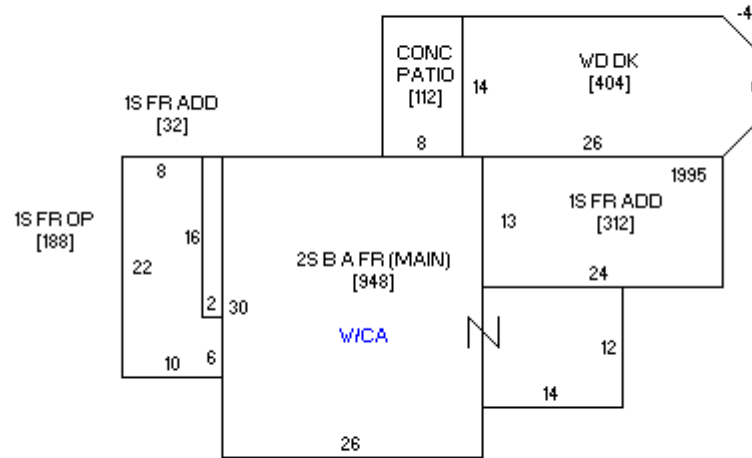 -4
CONC
PATIO
[112]
14
WD DK
[404]
8
26
1S FR ADD
[32]
8
1995
1S FR ADD
[312]
13
24
1S FR OP
[188]
16
22
2
30
2S B A FR (MAIN)
[948]
V/CA
12
10
6
14
26